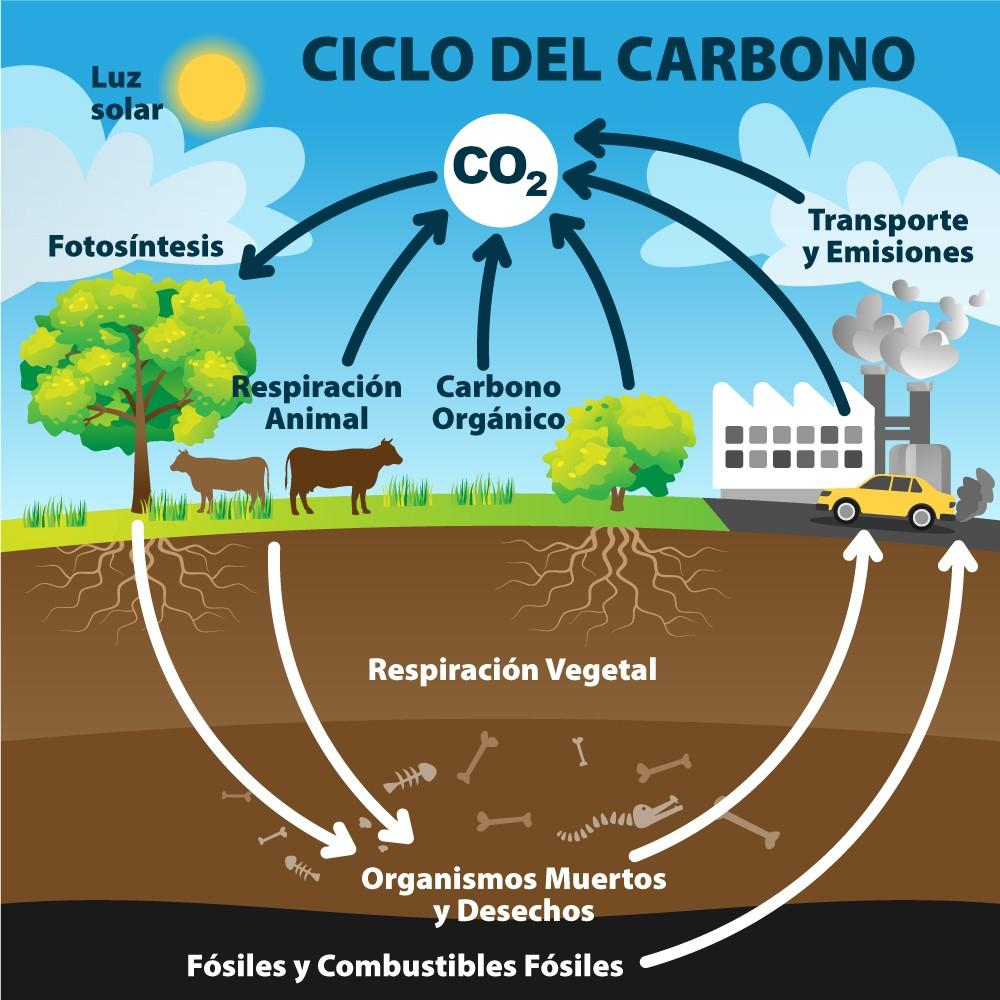 CICLO DEL CARBONO
Luz
solar
CO₂
Transporte
y Emisiones
Fotosíntesis
Respiración
Animal
Carbono
Orgánico
Respiración Vegetal
Organismos Muertos
y Desechos
Fósiles y Combustibles Fósiles